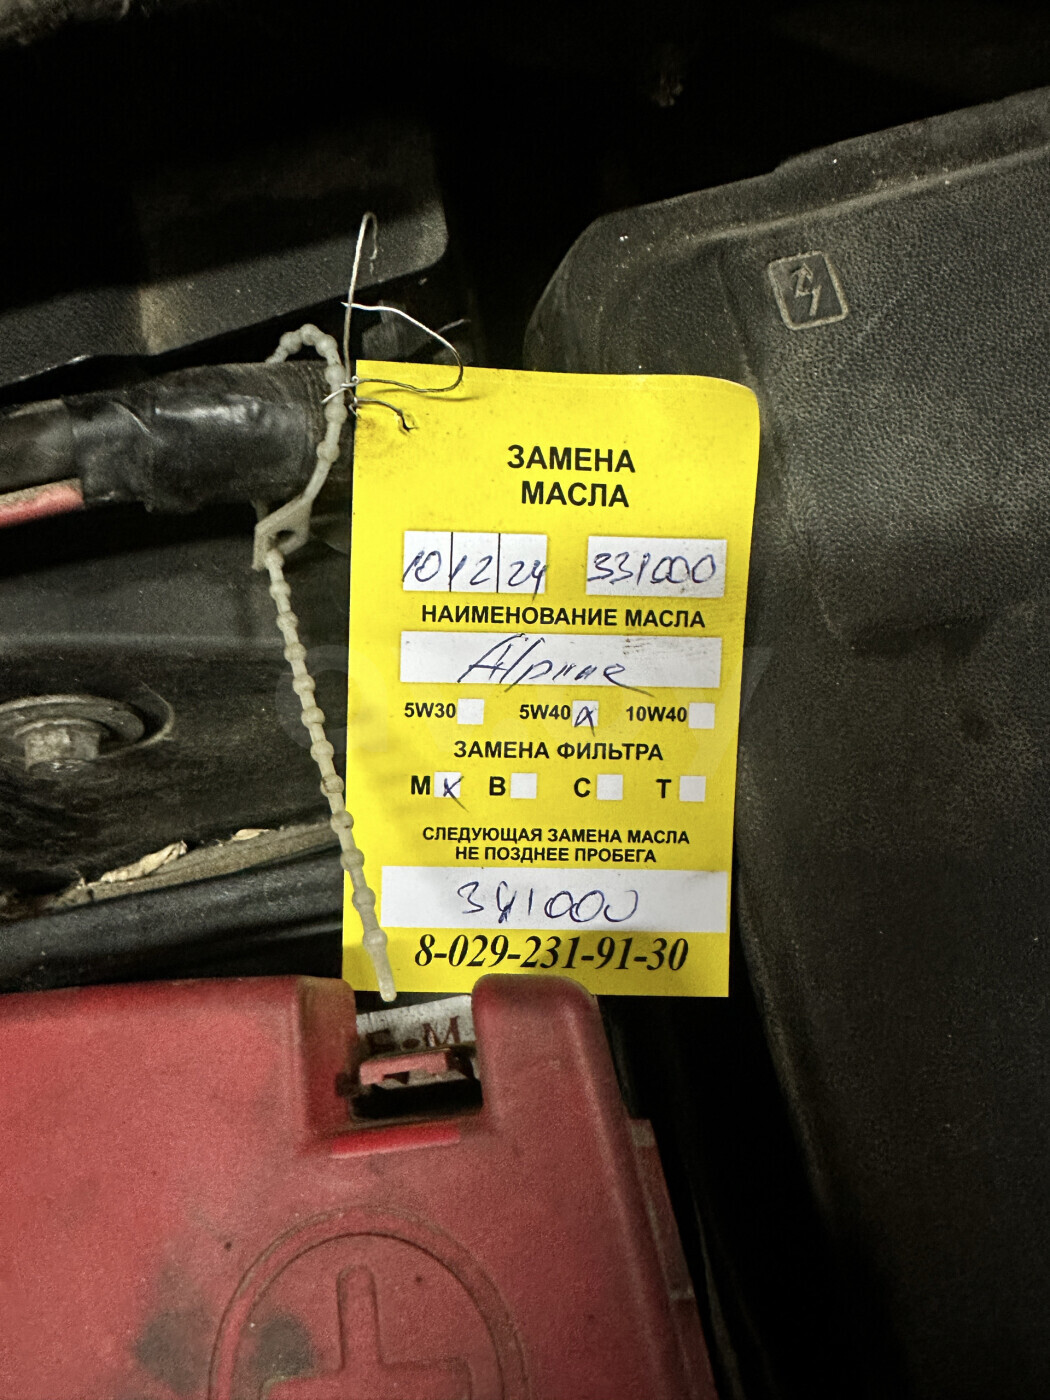 ЗАМЕНА
МАСЛА
10 12 24 331000
НАИМЕНОВАНИЕ МАСЛА
Alpine
5W30 5W40 x 10W40
ЗАМЕНА ФИЛЬТРА
М x В С Т
СЛЕДУЮЩАЯ ЗАМЕНА МАСЛА
НЕ ПОЗДНЕЕ ПРОБЕГА
341000
8-029-231-91-30